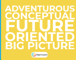 ADVENTUROUS
CONCEPTUAL
FUTURE
ORIENTED
BIG PICTURE